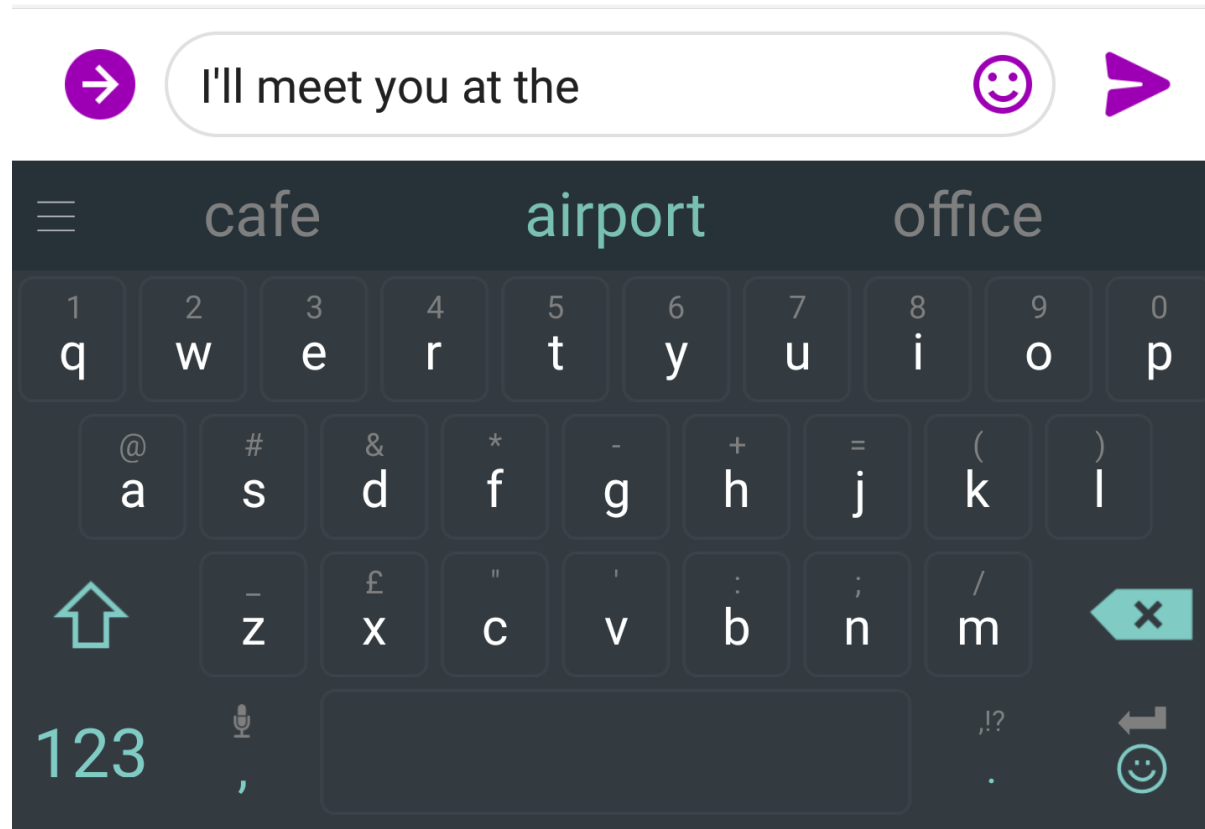 I'll meet you at the
cafe airport office
1 2 3 4 5 6 7 8 9 0
q w e r t y u i o p
@ # & * - + = ( )
a s d f g h j k l
_ £ " ' : ; /
z x c v b n m
123 , ,!? .